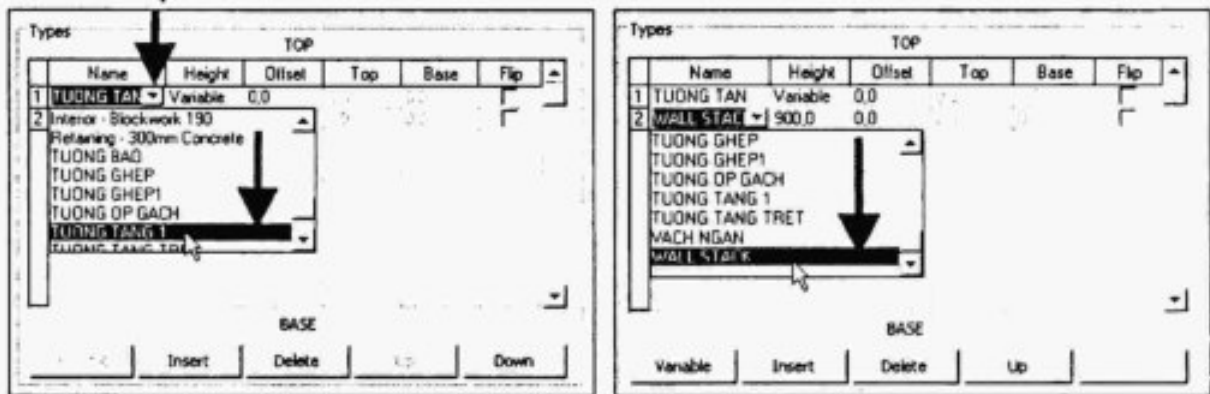 Types
TOP
Name Height Offset Top Base Flip
1 TUONG TAN Variable 0,0
2 Interior - Blockwork 190
Retaining - 300mm Concrete
TUONG BAO
TUONG GHEP
TUONG GHEP1
TUONG OP GACH
TUONG TANG 1
TUONG TANG TRE
BASE
Insert Delete Up Down
Types
TOP
Name Height Offset Top Base Flip
1 TUONG TAN Variable 0,0
2 WALL STAC 900,0 0,0
TUONG GHEP
TUONG GHEP1
TUONG OP GACH
TUONG TANG 1
TUONG TANG TRET
VACH NGAN
WALL STACK
BASE
Variable Insert Delete Up